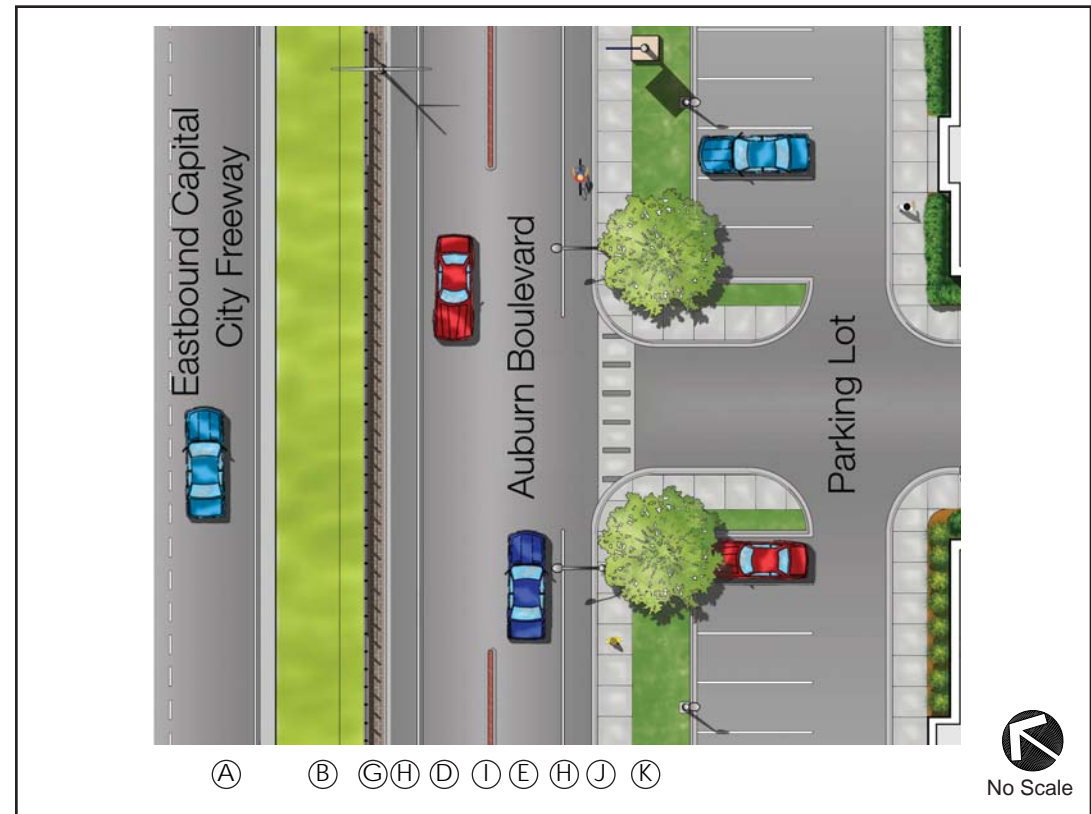 Eastbound Capital
City Freeway
Auburn Boulevard
Parking Lot
A B G H D I E H J K
No Scale